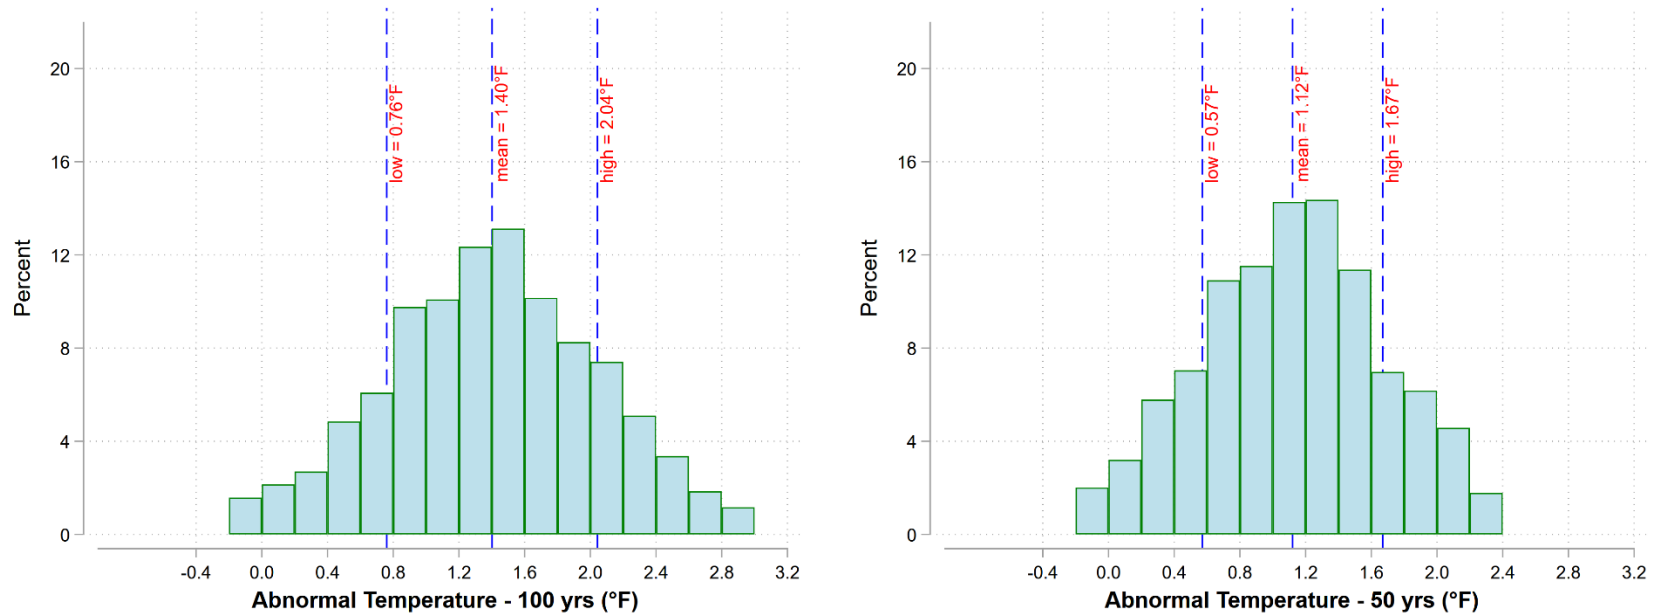 20
16
12
8
4
0
Percent
low = 0.76°F
mean = 1.40°F
high = 2.04°F
-0.4 0.0 0.4 0.8 1.2 1.6 2.0 2.4 2.8 3.2
Abnormal Temperature - 100 yrs (°F)
20
16
12
8
4
0
Percent
low = 0.57°F
mean = 1.12°F
high = 1.67°F
-0.4 0.0 0.4 0.8 1.2 1.6 2.0 2.4 2.8 3.2
Abnormal Temperature - 50 yrs (°F)